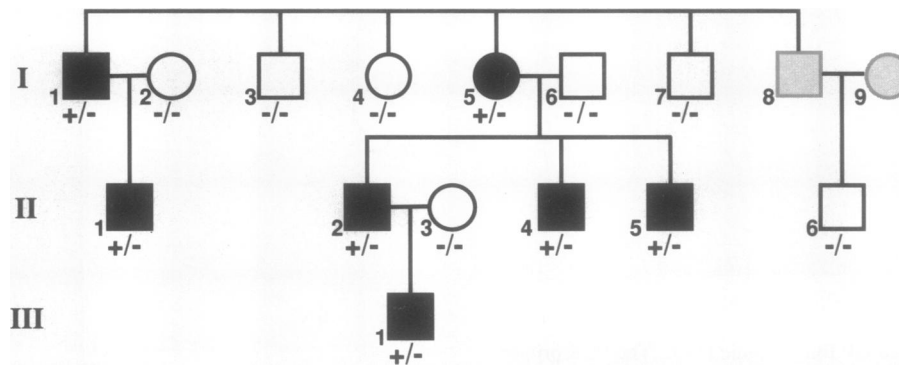 I
1 2 3 4 5 6 7 8 9
+/- -/- -/- -/- +/- -/- -/-
II
1 2 3 4 5 6
+/- +/- -/- +/- +/- -/-
III
1
+/-